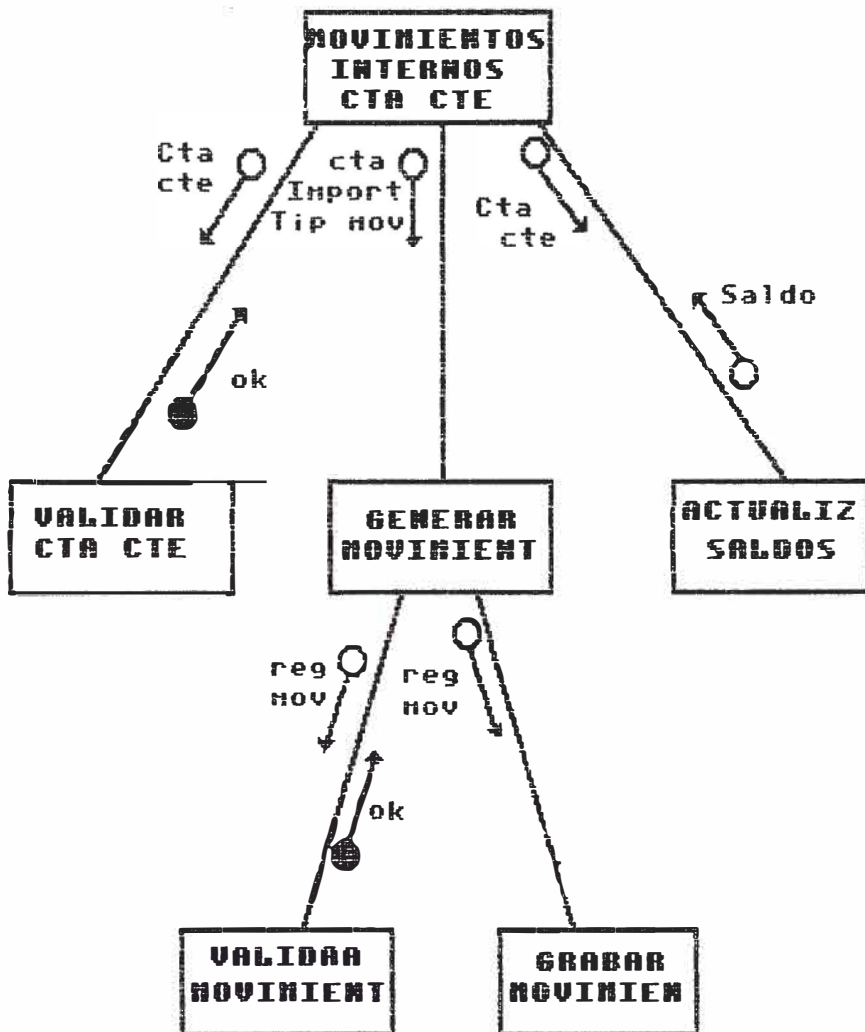 MOVIMIENTOS
INTERNOS
CTA CTE
Cta
cte
cta
Import
Tip mov
Cta
cte
Saldo
ok
VALIDAR
CTA CTE
GENERAR
MOVIMIENT
ACTUALIZ
SALDOS
reg
mov
reg
mov
ok
VALIDAA
MOVIMIENT
GRABAR
MOVIMIEN